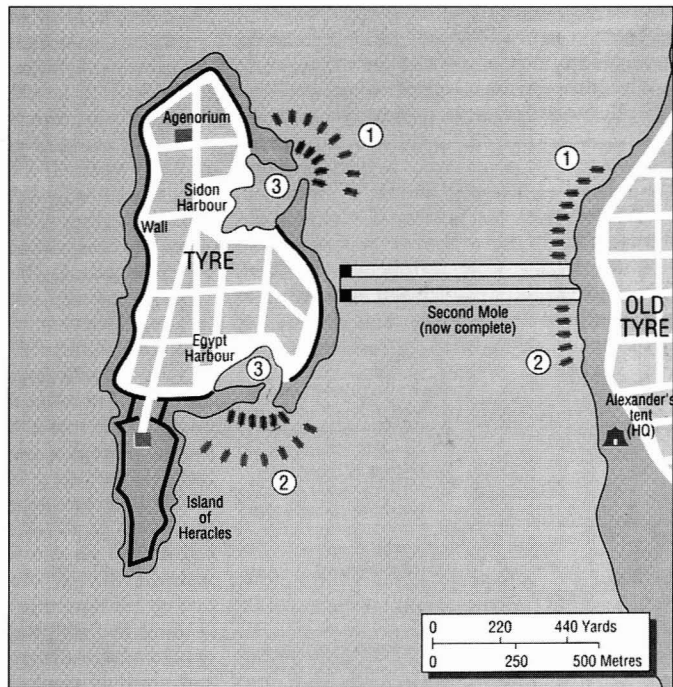 Agenorium
1
1
3
Sidon
Harbour
Wall
TYRE
Second Mole
(now complete)
OLD
TYRE
Egypt
Harbour
3
2
Alexander's
tent
(HQ)
2
Island
of
Heracles
0 220 440 Yards
0 250 500 Metres